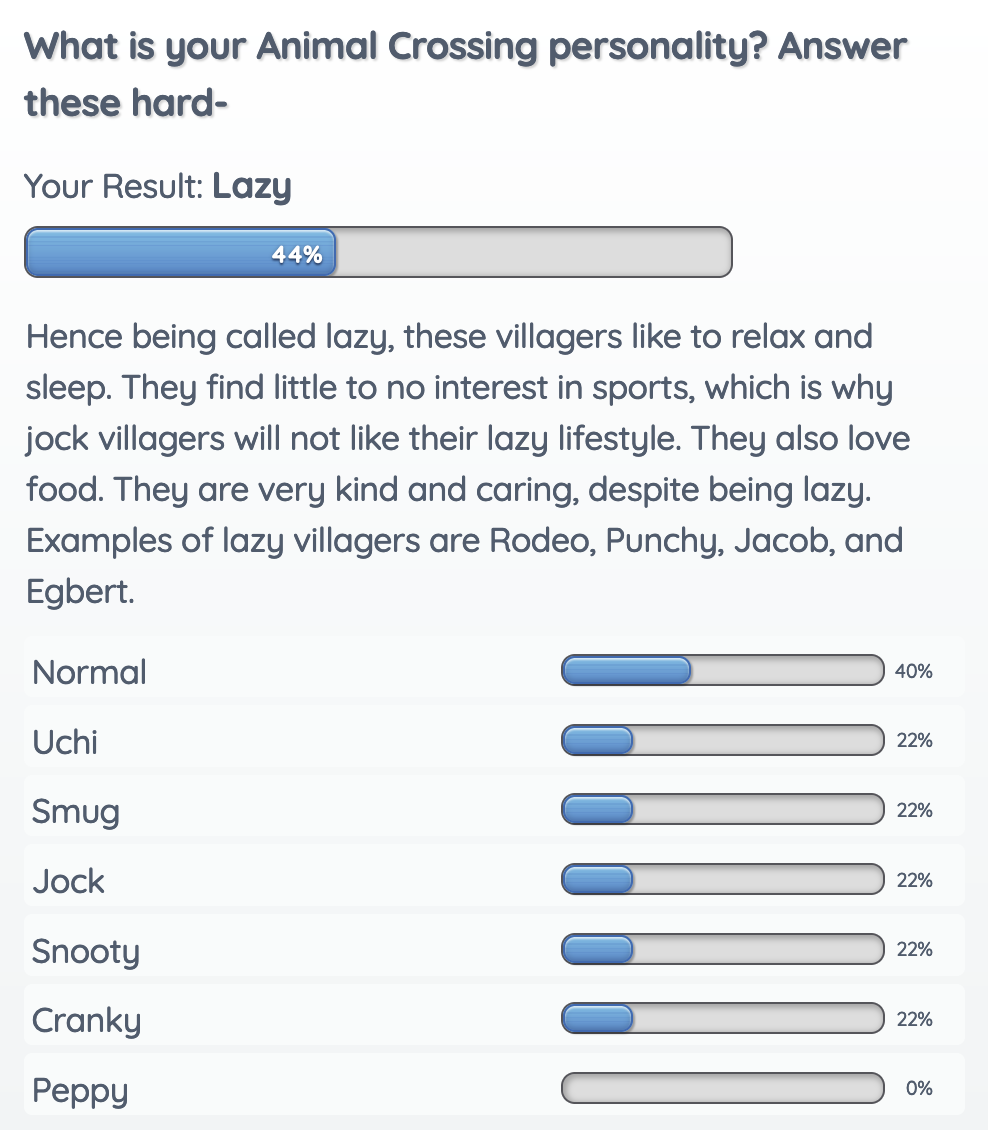 What is your Animal Crossing personality? Answer
these hard-
Your Result: Lazy
44%
Hence being called lazy, these villagers like to relax and
sleep. They find little to no interest in sports, which is why
jock villagers will not like their lazy lifestyle. They also love
food. They are very kind and caring, despite being lazy.
Examples of lazy villagers are Rodeo, Punchy, Jacob, and
Egbert.
Normal 40%
Uchi 22%
Smug 22%
Jock 22%
Snooty 22%
Cranky 22%
Peppy 0%